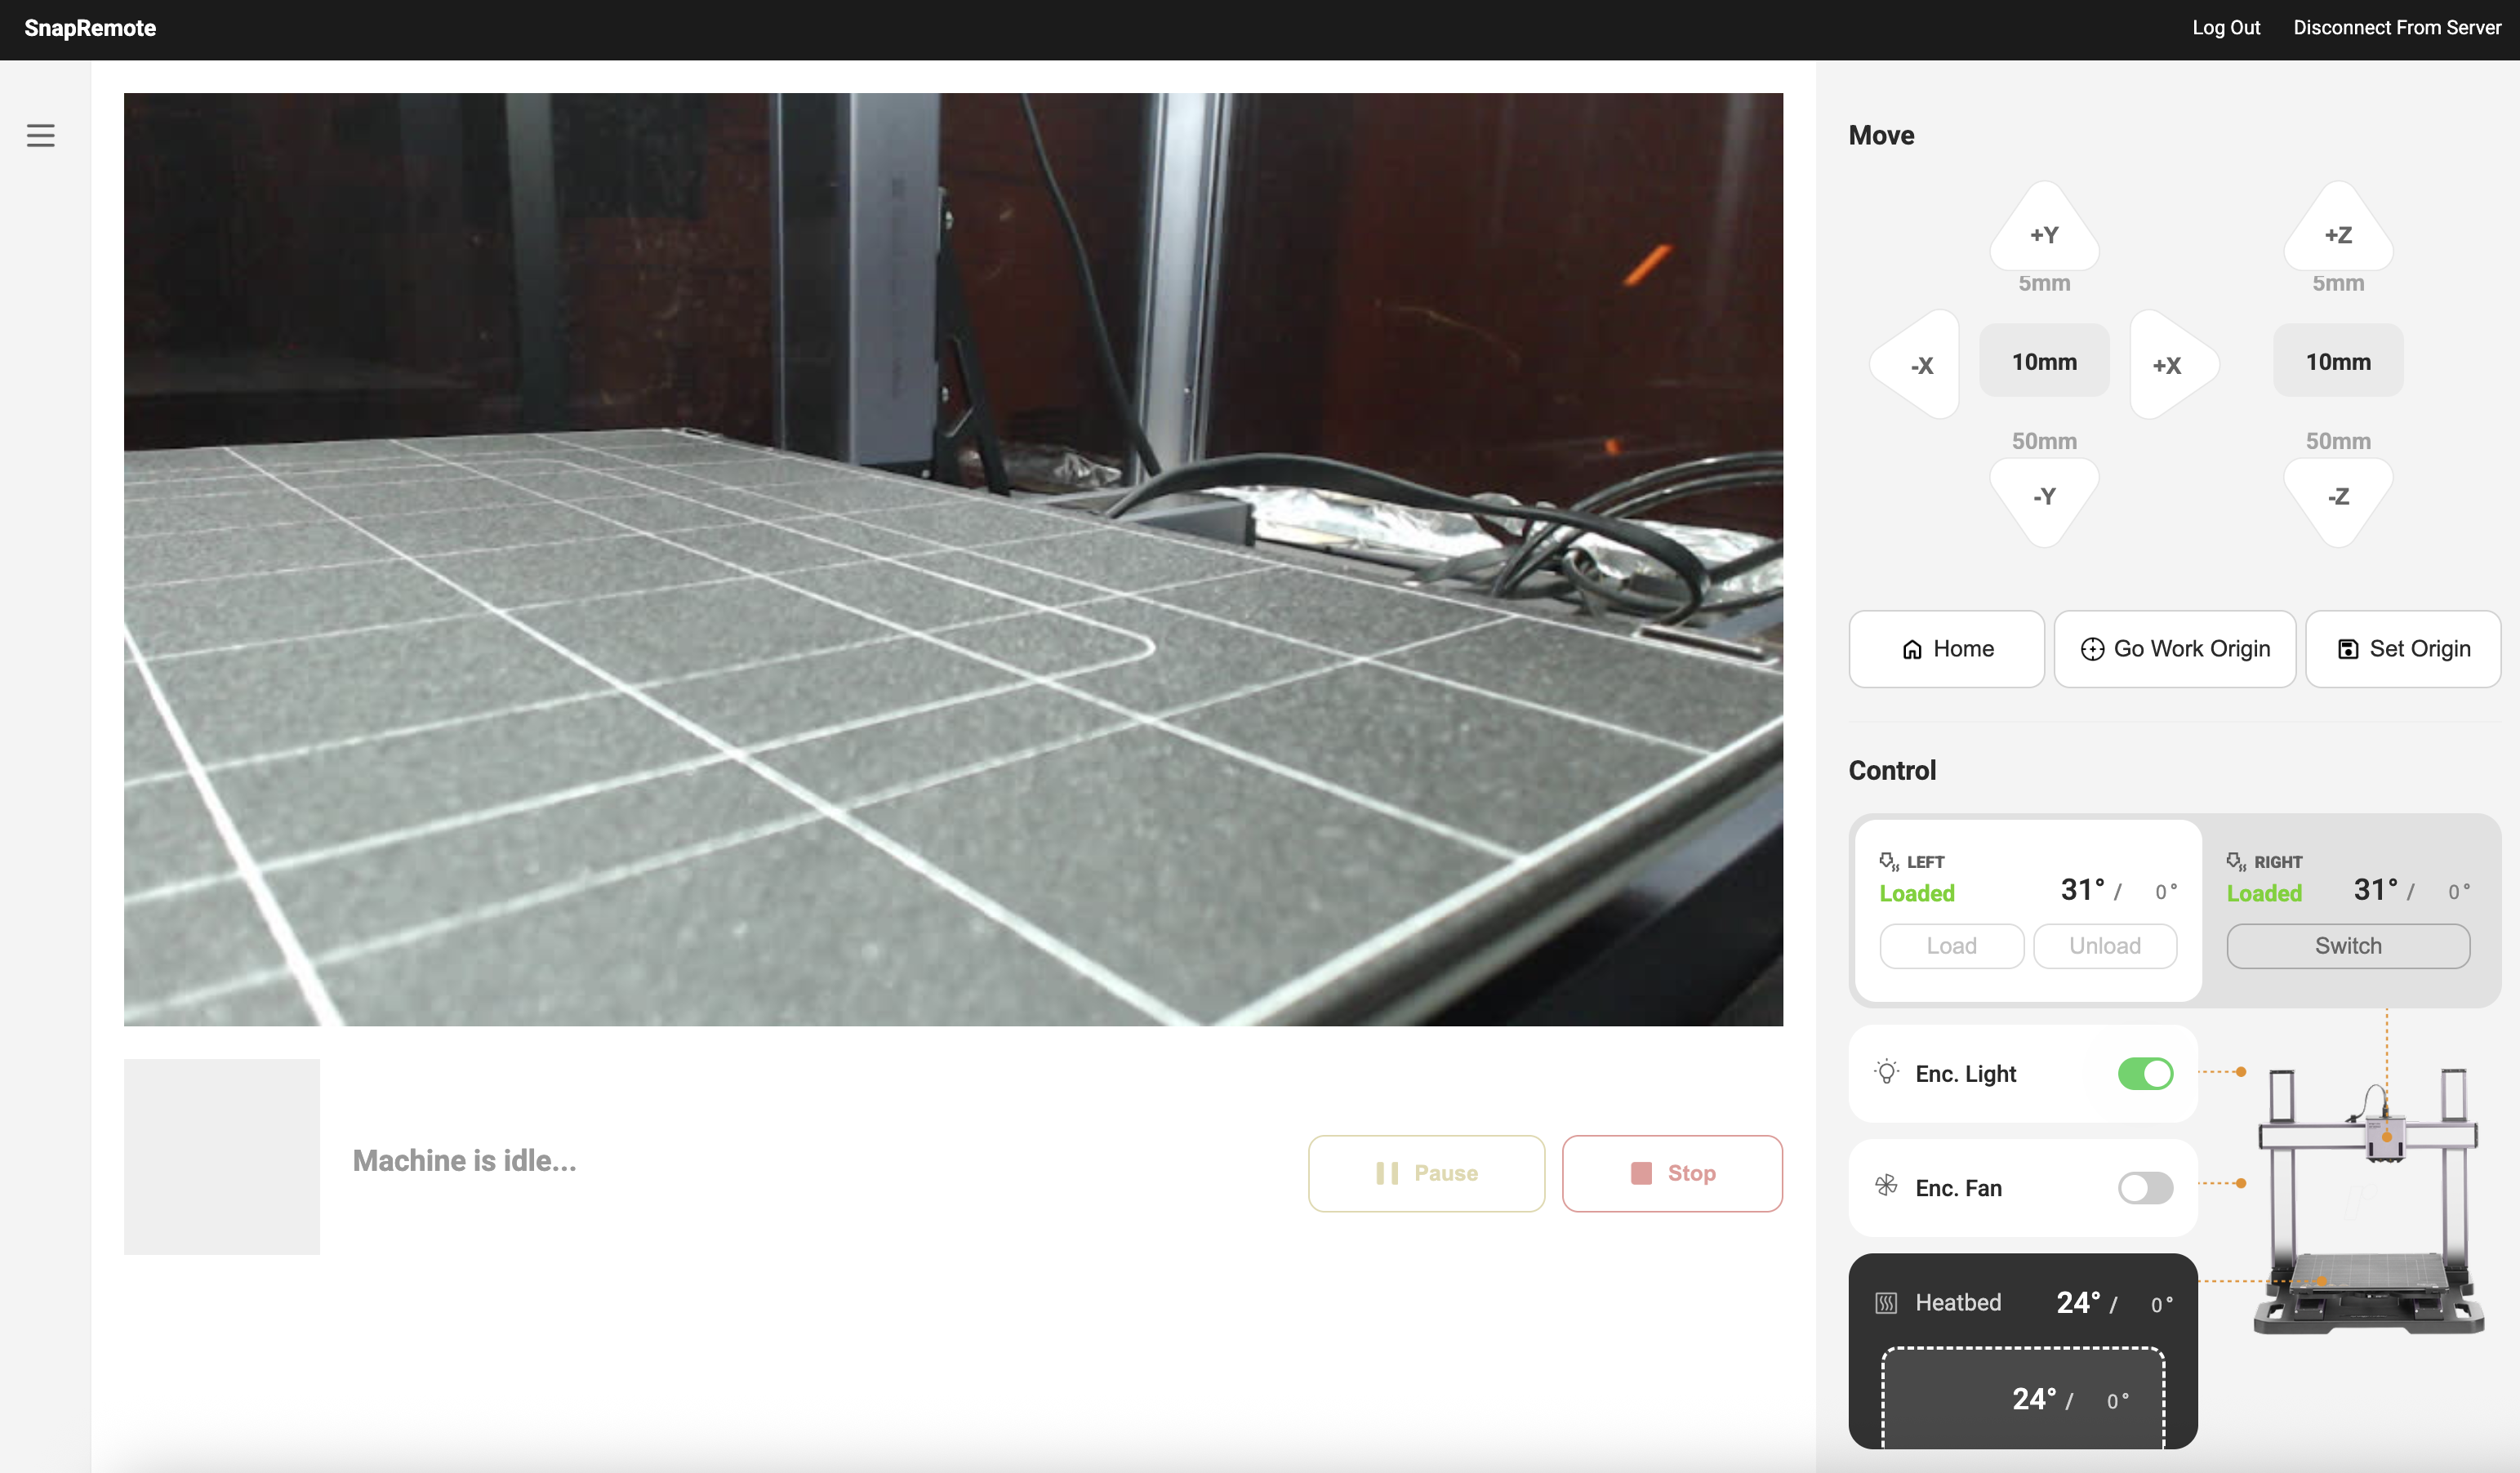 SnapRemote
Log Out
Disconnect From Server
Move
+Y
5mm
-X
10mm
+X
50mm
-Y
+Z
5mm
10mm
50mm
-Z
Home
Go Work Origin
Set Origin
Control
LEFT
Loaded
31° / 0°
Load
Unload
RIGHT
Loaded
31° / 0°
Switch
Enc. Light
Enc. Fan
Heatbed
24° / 0°
24° / 0°
Machine is idle...
Pause
Stop